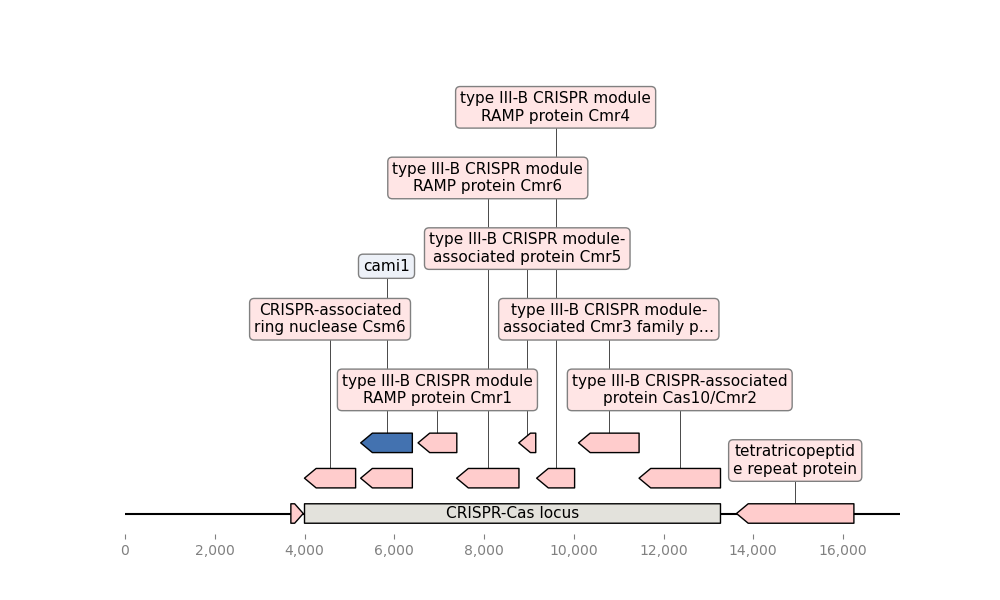 type III-B CRISPR module
RAMP protein Cmr4
type III-B CRISPR module
RAMP protein Cmr6
type III-B CRISPR module-
associated protein Cmr5
cami1
CRISPR-associated
ring nuclease Csm6
type III-B CRISPR module-
associated Cmr3 family p...
type III-B CRISPR module
RAMP protein Cmr1
type III-B CRISPR-associated
protein Cas10/Cmr2
tetratricopeptid
e repeat protein
CRISPR-Cas locus
0 2,000 4,000 6,000 8,000 10,000 12,000 14,000 16,000